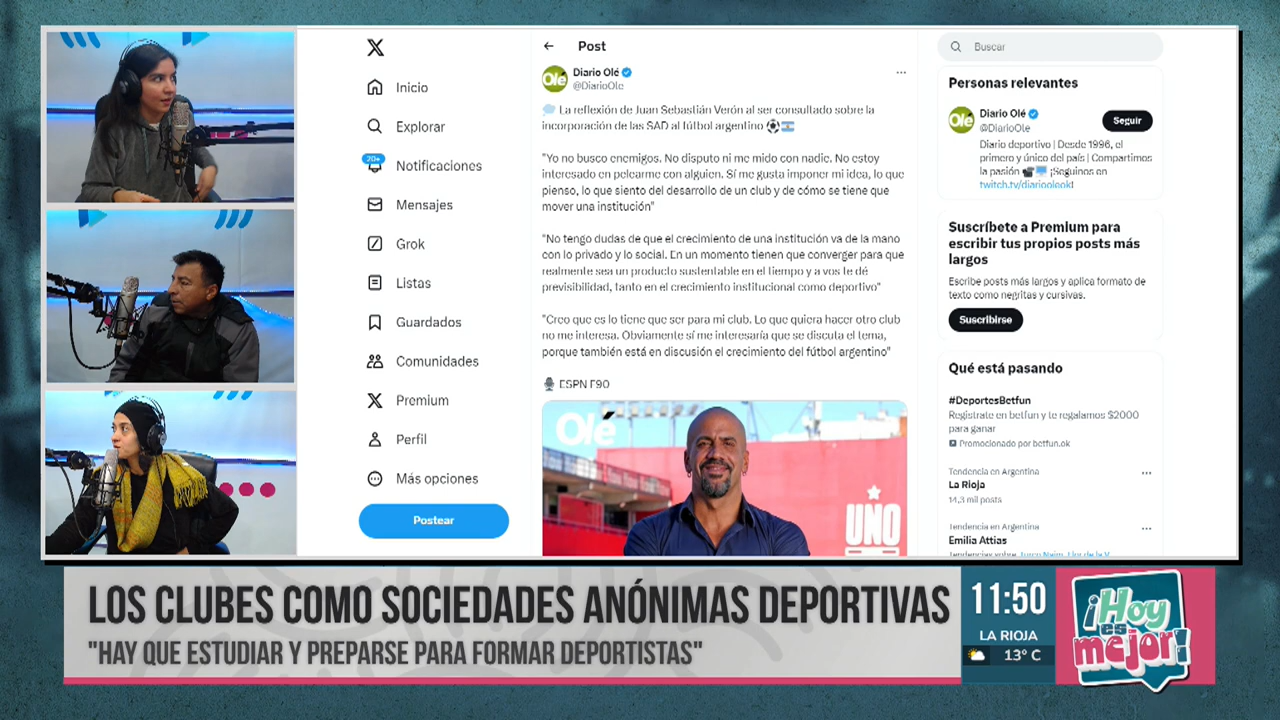 Inicio
Explorar
20+
Notificaciones
Mensajes
Grok
Listas
Guardados
Comunidades
Premium
Perfil
Más opciones
Postear
Post
Olé
Diario Olé
@DiarioOle
La reflexión de Juan Sebastián Verón al ser consultado sobre la
incorporación de las SAD al fútbol argentino
"Yo no busco enemigos. No disputo ni me mido con nadie. No estoy
interesado en pelearme con alguien. Sí me gusta imponer mi idea, lo que
pienso, lo que siento del desarrollo de un club y de cómo se tiene que
mover una institución"
"No tengo dudas de que el crecimiento de una institución va de la mano
con lo privado y lo social. En un momento tienen que converger para que
realmente sea un producto sustentable en el tiempo y a vos te dé
previsibilidad, tanto en el crecimiento institucional como deportivo"
"Creo que es lo tiene que ser para mi club. Lo que quiera hacer otro club
no me interesa. Obviamente sí me interesaría que se discuta el tema,
porque también está en discusión el crecimiento del fútbol argentino"
ESPN F90
Olé
UNO
Buscar
Personas relevantes
Olé
Diario Olé
@DiarioOle
Seguir
Diario deportivo | Desde 1996, el
primero y único del país | Compartimos
la pasión ¡Seguinos en
twitch.tv/diariooleok!
Suscríbete a Premium para
escribir tus propios posts más
largos
Escribe posts más largos y aplica formato de
texto como negritas y cursivas.
Suscribirse
Qué está pasando
#DeportesBetfun
Registrate en betfun y te regalamos $2000
para ganar
Promocionado por betfun.ok
Tendencia en Argentina
La Rioja
14,3 mil posts
Tendencia en Argentina
Emilia Attias
Tendencias sobre
LOS CLUBES COMO SOCIEDADES ANÓNIMAS DEPORTIVAS
"HAY QUE ESTUDIAR Y PREPARSE PARA FORMAR DEPORTISTAS"
11:50
LA RIOJA
13° C
¡Hoy
es
mejor!